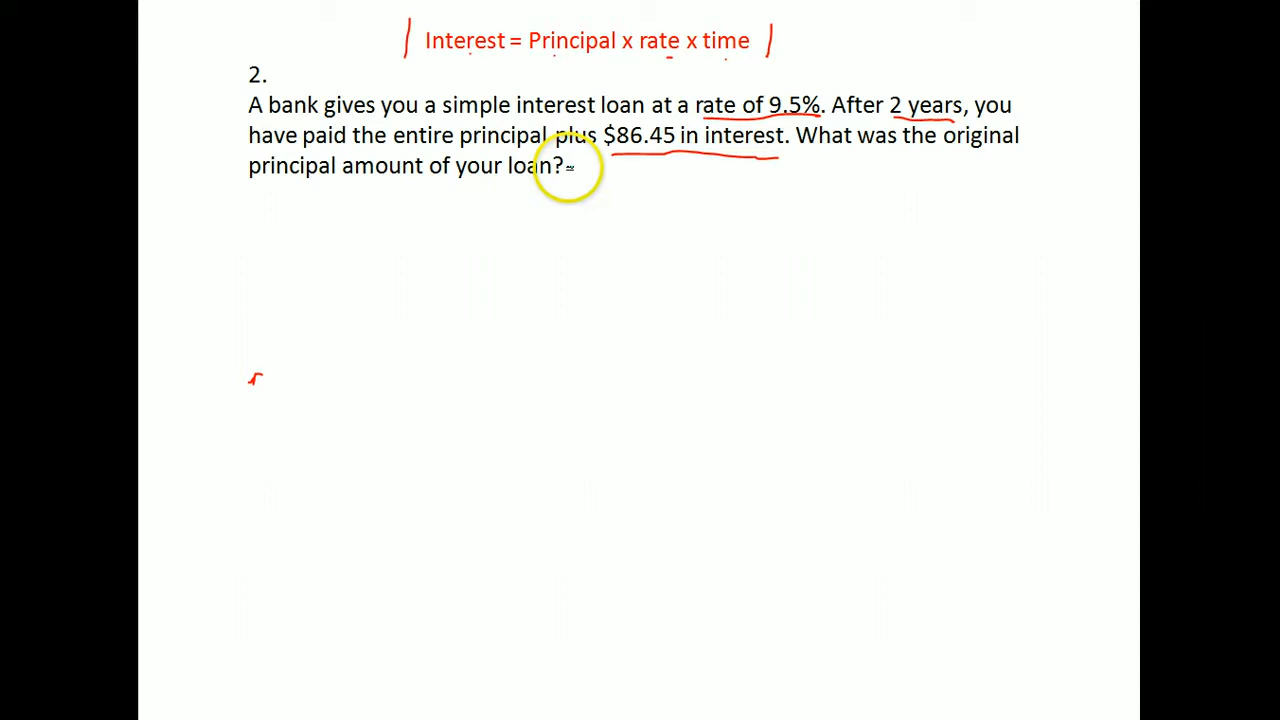 Interest = Principal x rate x time
2.
A bank gives you a simple interest loan at a rate of 9.5%. After 2 years, you
have paid the entire principal plus $86.45 in interest. What was the original
principal amount of your loan?
r